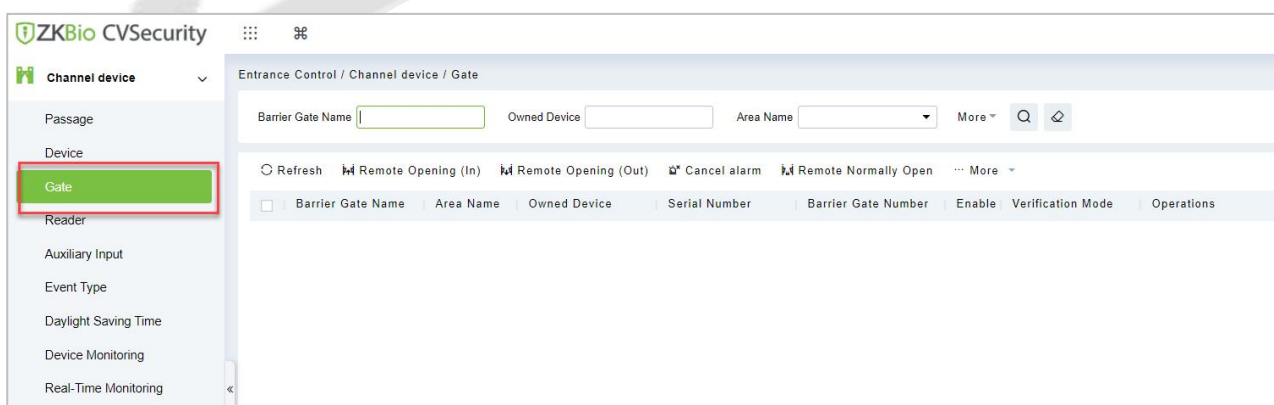 ZKBio CVSecurity
Channel device
Passage
Device
Gate
Reader
Auxiliary Input
Event Type
Daylight Saving Time
Device Monitoring
Real-Time Monitoring
Entrance Control / Channel device / Gate
Barrier Gate Name Owned Device Area Name More
Refresh Remote Opening (In) Remote Opening (Out) Cancel alarm Remote Normally Open ··· More
Barrier Gate Name Area Name Owned Device Serial Number Barrier Gate Number Enable Verification Mode Operations